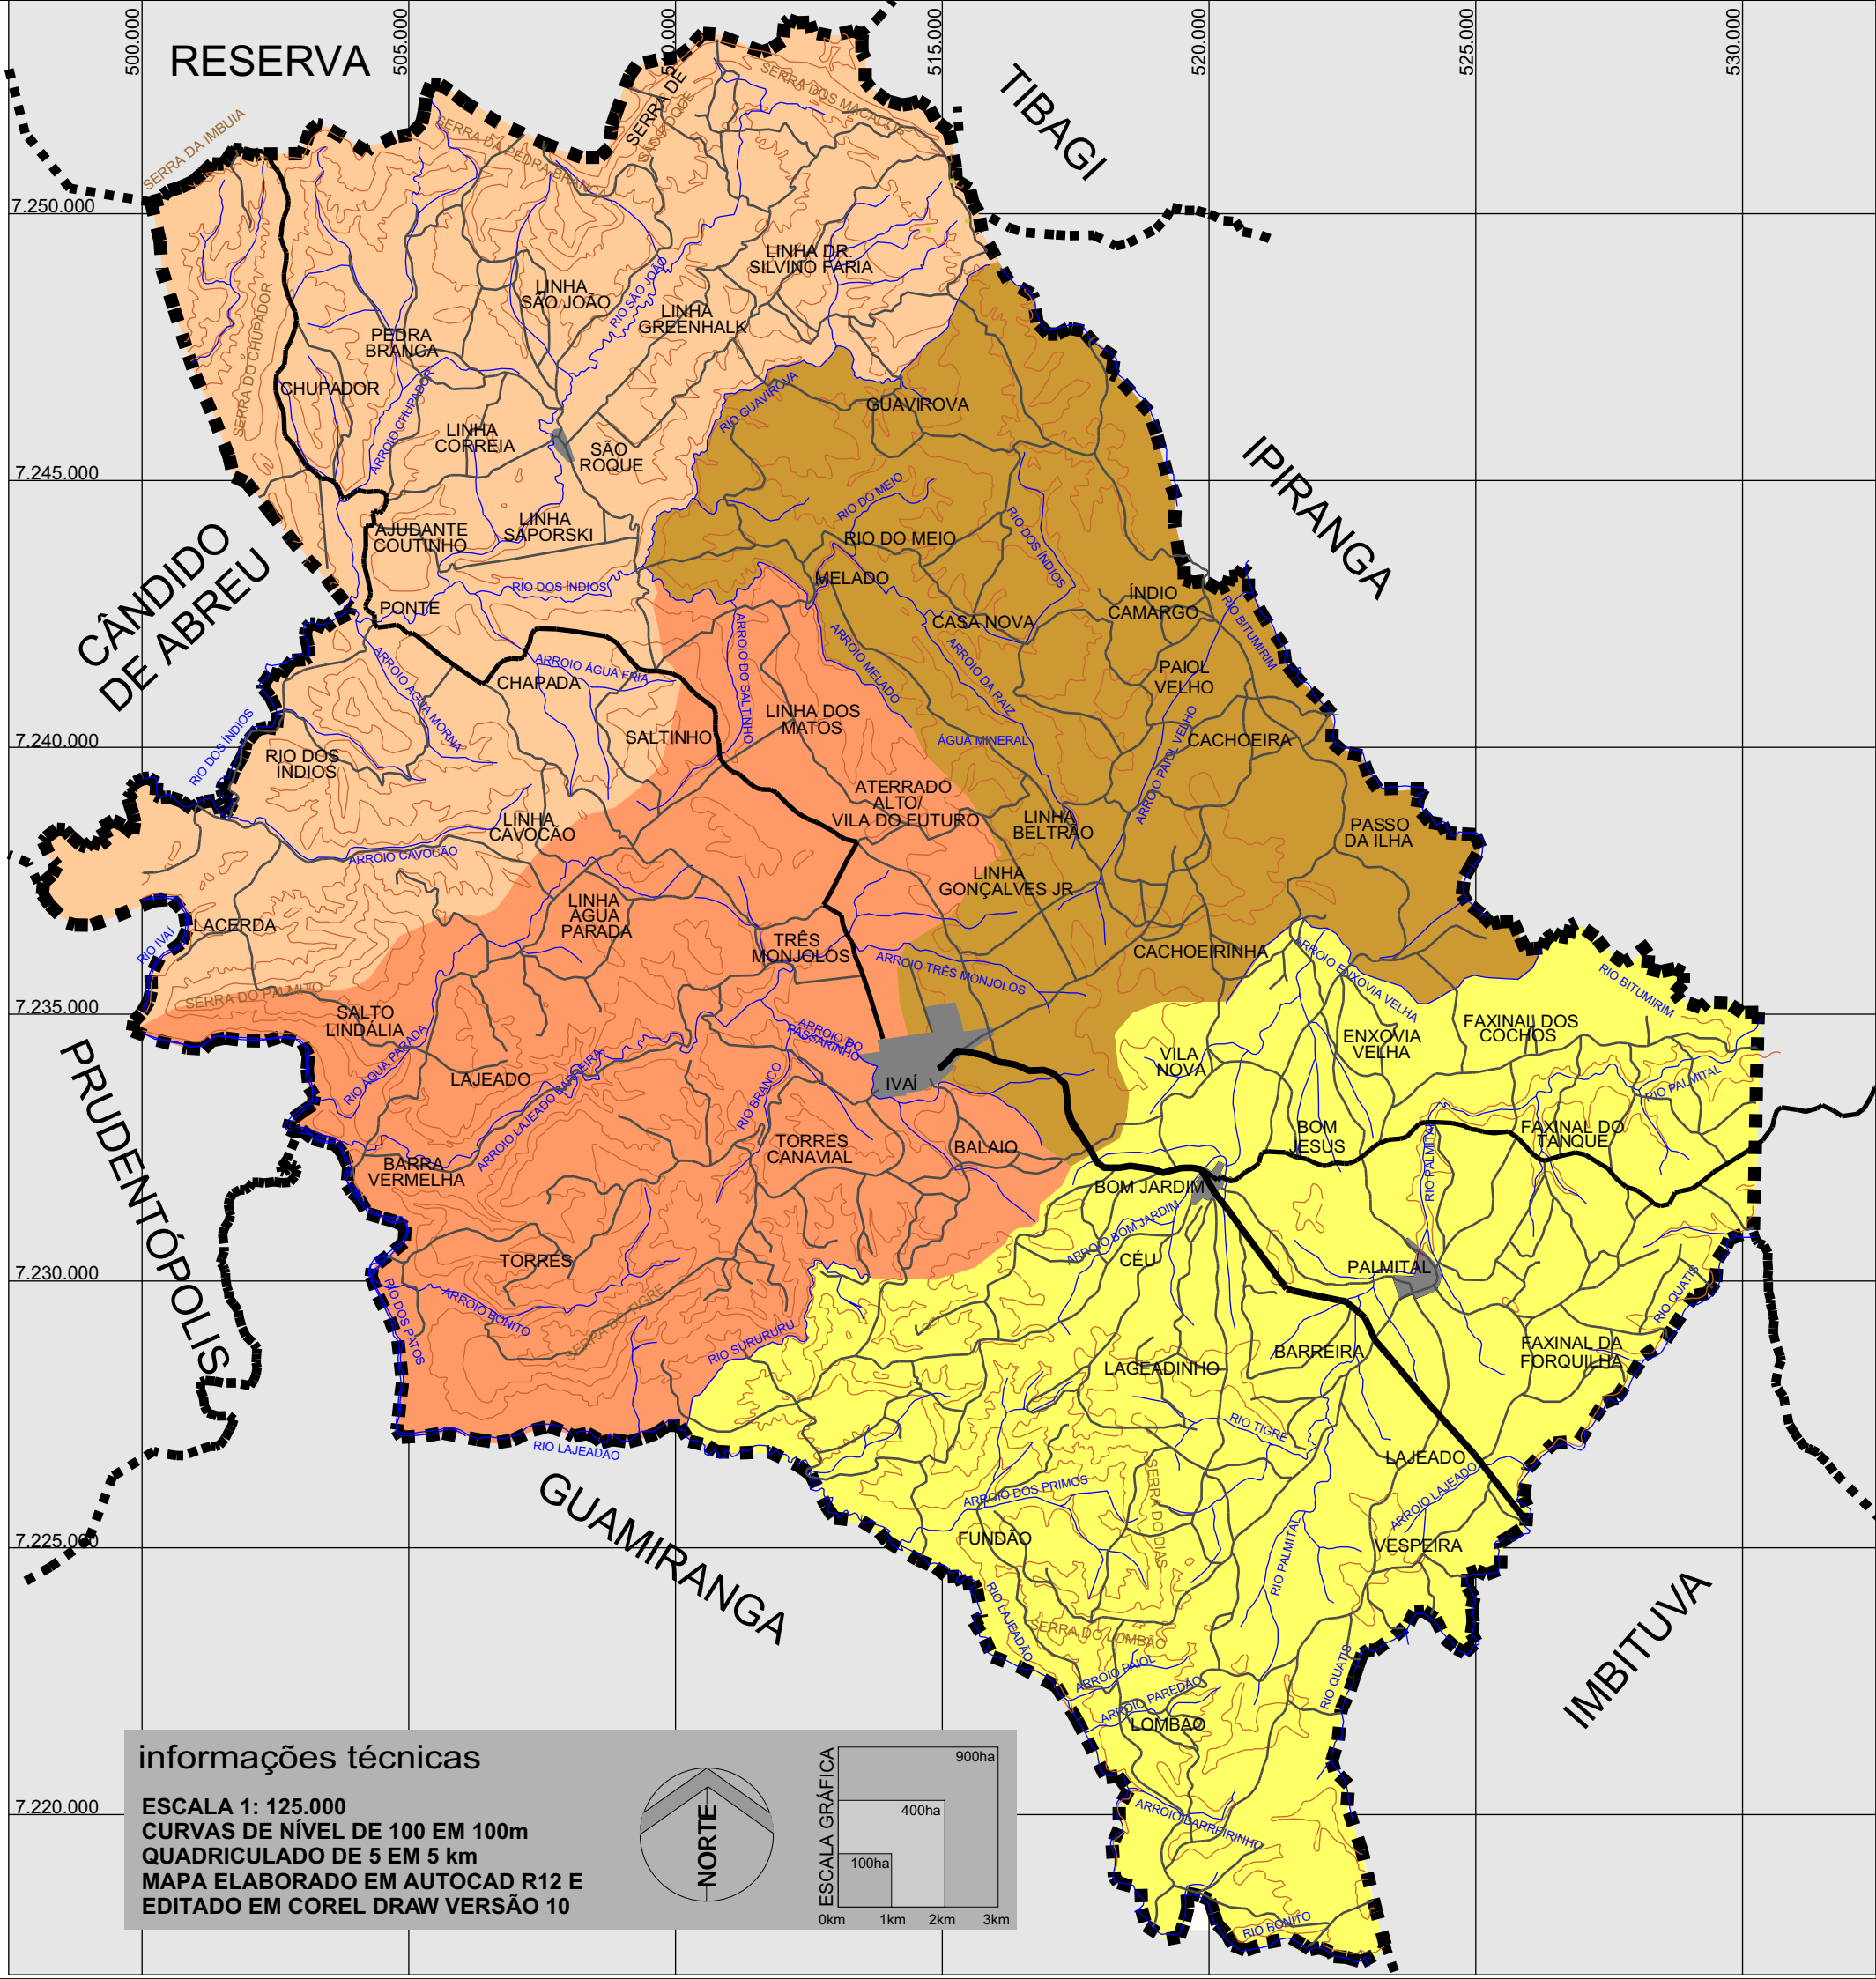 500.000
505.000
515.000
520.000
525.000
530.000
RESERVA
TIBAGI
SERRA DA IMBUIA
SERRA DA PEDRA BRANCA
SERRA DE
SÃO ROQUE
SERRA DOS MACACOS
7.250.000
LINHA DR.
SILVINO FARIA
LINHA
SÃO JOÃO
RIO SÃO JOÃO
LINHA
GREENHALK
SERRA DO CHUPADOR
PEDRA
BRANCA
CHUPADOR
ARROIO CHUPADOR
RIO GUAVIROVA
GUAVIROVA
LINHA
CORREIA
SÃO
ROQUE
IPIRANGA
7.245.000
RIO DO MEIO
RIO DO MEIO
RIO DOS ÍNDIOS
AJUDANTE
COUTINHO
LINHA
SAPORSKI
CÂNDIDO
DE ABREU
MELADO
RIO DOS ÍNDIOS
ÍNDIO
CAMARGO
RIO BITUMIRIM
PONTE
CASA NOVA
ARROIO DO SALTINHO
ARROIO MELADO
ARROIO DA RAIZ
ARROIO ÁGUA MORNA
ARROIO ÁGUA FRIA
CHAPADA
PAIOL
VELHO
ARROIO PAIOL VELHO
LINHA DOS
MATOS
SALTINHO
ÁGUA MINERAL
CACHOEIRA
7.240.000
RIO DOS ÍNDIOS
RIO DOS
ÍNDIOS
ATERRADO
ALTO/
VILA DO FUTURO
LINHA
BELTRÃO
PASSO
DA ILHA
LINHA
CAVOCÃO
ARROIO CAVOCÃO
LINHA
GONÇALVES JR
LINHA
ÁGUA
PARADA
LACERDA
RIO IVAÍ
TRÊS
MONJOLOS
ARROIO TRÊS MONJOLOS
CACHOEIRINHA
ARROIO ENXOVIA VELHA
RIO BITUMIRIM
SERRA DO PALMITO
7.235.000
SALTO
LINDÁLIA
RIO ÁGUA PARADA
ARROIO DO
PASSARINHO
FAXINAL DOS
COCHOS
ENXOVIA
VELHA
VILA
NOVA
LAJEADO
ARROIO LAJEADO BARREIRA
RIO BRANCO
IVAÍ
RIO PALMITAL
PRUDENTÓPOLIS
BARRA
VERMELHA
TORRES
CANAVIAL
BALAIO
BOM
JESUS
RIO PALMITAL
FAXINAL DO
TANQUE
BOM JARDIM
ARROIO BOM JARDIM
CÉU
TORRES
PALMITAL
7.230.000
RIO DOS PATOS
ARROIO BONITO
SERRA DO TIGRE
RIO SURURURU
RIO QUATIS
LAGEADINHO
BARREIRA
FAXINAL DA
FORQUILHA
RIO LAJEADÃO
RIO TIGRE
LAJEADO
ARROIO LAJEADO
GUAMIRANGA
ARROIO DOS PRIMOS
SERRA DO DIAS
FUNDÃO
RIO PALMITAL
VESPEIRA
7.225.000
RIO LAJEADÃO
SERRA DO LOMBÃO
ARROIO PAIOL
ARROIO PAREDÃO
LOMBÃO
RIO QUATIS
IMBITUVA
7.220.000
ARROIO BARREIRINHO
RIO BONITO
informações técnicas
ESCALA 1: 125.000
CURVAS DE NÍVEL DE 100 EM 100m
QUADRICULADO DE 5 EM 5 km
MAPA ELABORADO EM AUTOCAD R12 E
EDITADO EM COREL DRAW VERSÃO 10
NORTE
ESCALA GRÁFICA
900ha
400ha
100ha
0km 1km 2km 3km